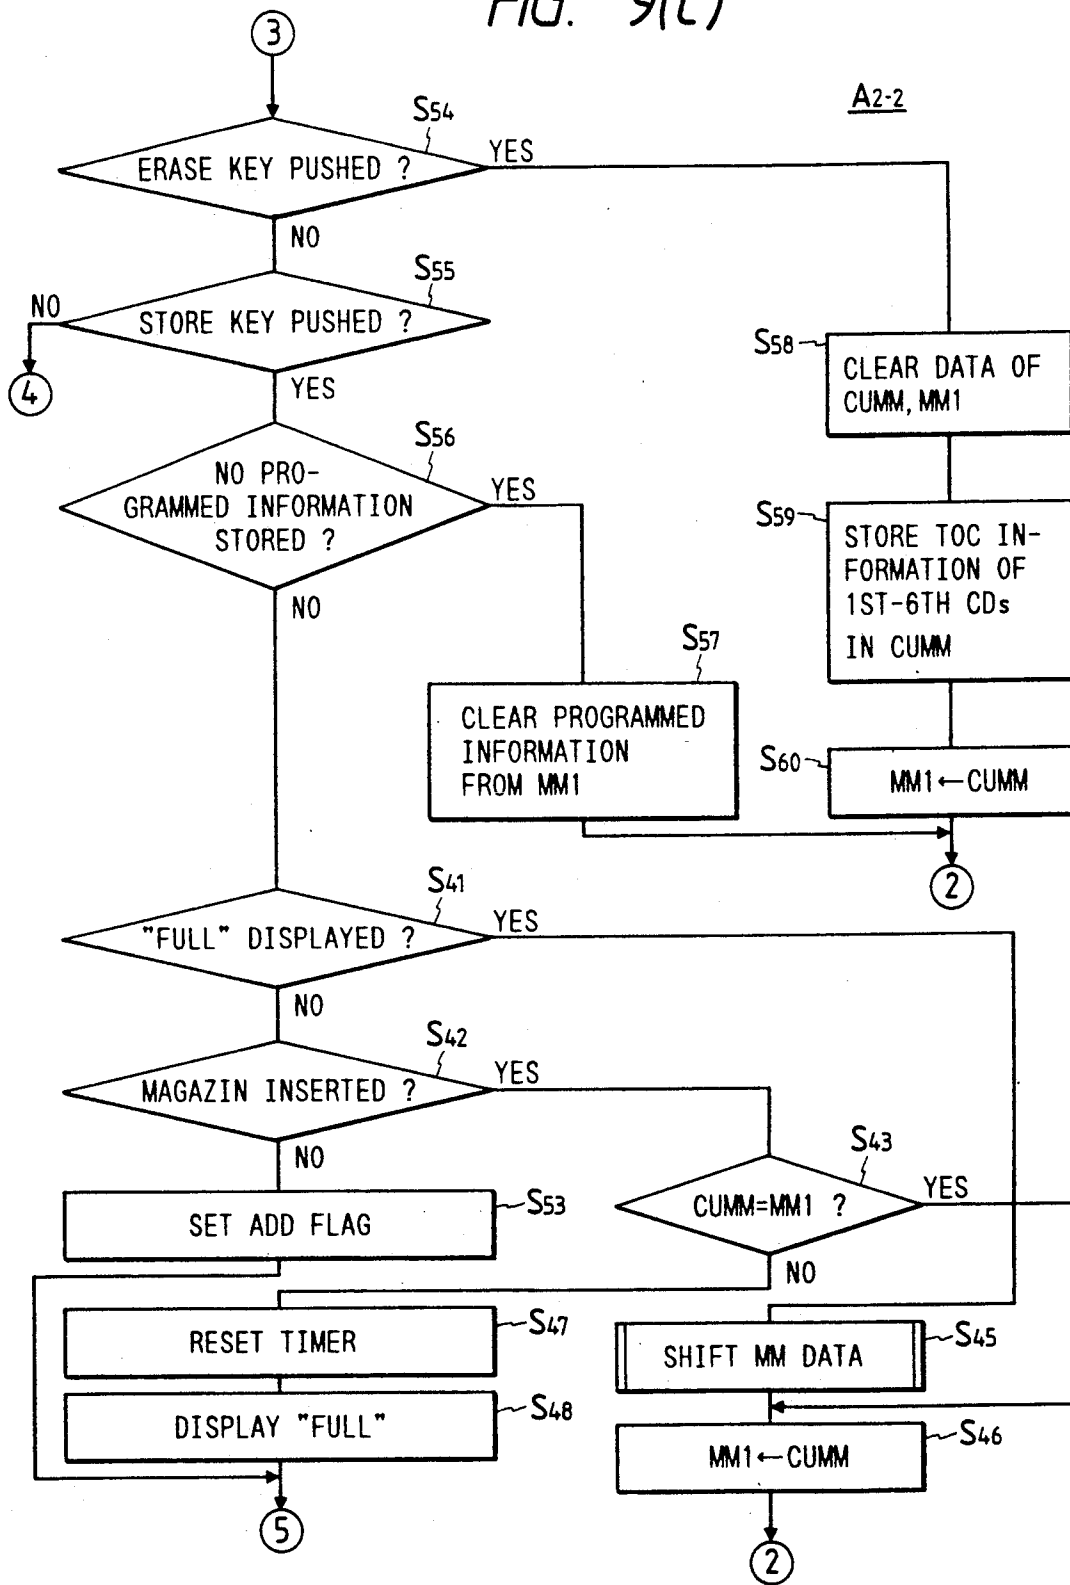 FIG. 9(c)
3
A2-2
S54
ERASE KEY PUSHED ?
YES
NO
S55
NO
STORE KEY PUSHED ?
4
YES
S58
CLEAR DATA OF
CUMM, MM1
S56
NO PRO-
GRAMMED INFORMATION
STORED ?
YES
NO
S59
STORE TOC IN-
FORMATION OF
1ST-6TH CDs
IN CUMM
S57
CLEAR PROGRAMMED
INFORMATION
FROM MM1
S60
MM1←CUMM
2
S41
"FULL" DISPLAYED ?
YES
NO
S42
MAGAZIN INSERTED ?
YES
NO
S43
CUMM=MM1 ?
YES
NO
SET ADD FLAG
S53
RESET TIMER
S47
SHIFT MM DATA
S45
DISPLAY "FULL"
S48
MM1←CUMM
S46
5
2